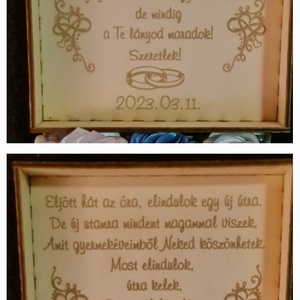 de mindig
a Te lányod maradok!
Szeretlek!
2023.03.11.
Eljött hát az óra, elindulok egy új útra.
De új utamra mindent magammal viszek,
Amit gyermekéveimből Neked köszönhetek.
Most elindulok,
útra kelek,